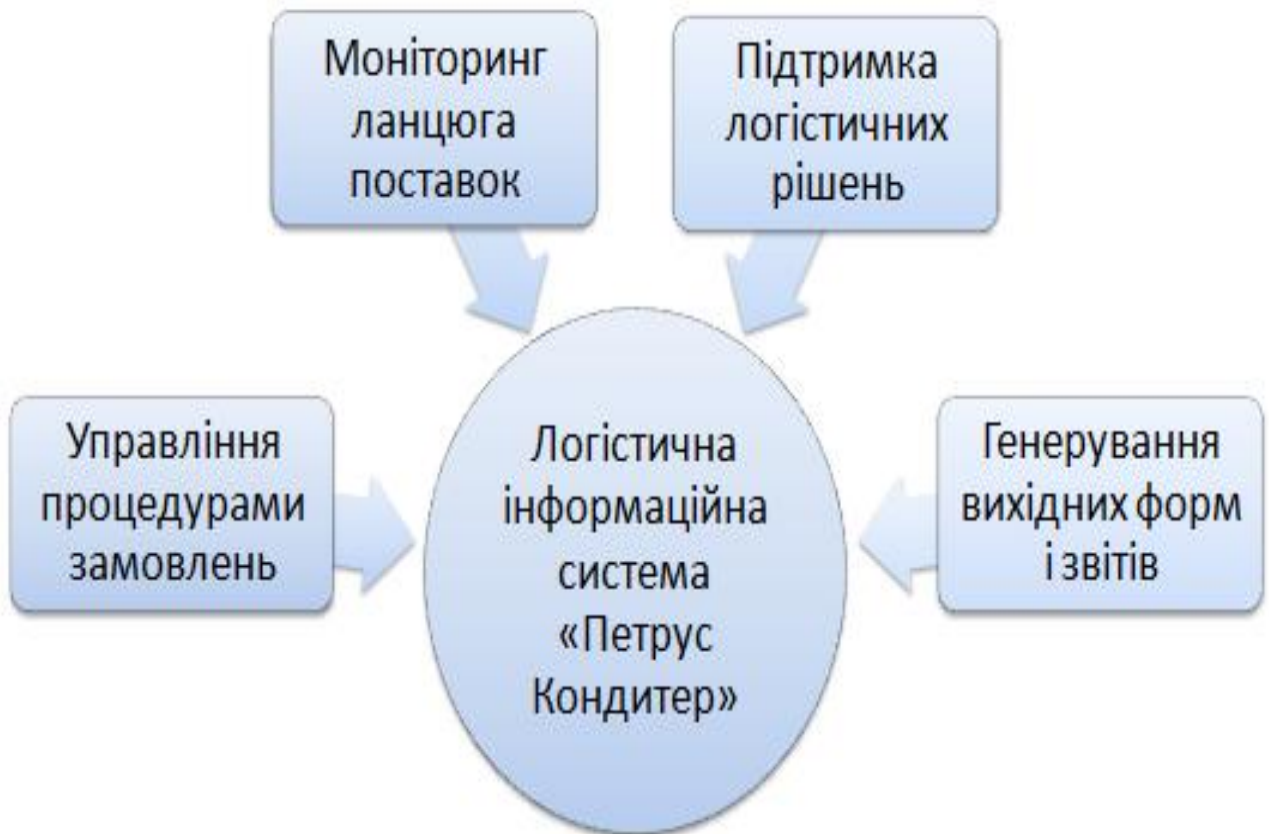 Моніторинг
ланцюга
поставок
Підтримка
логістичних
рішень
Управління
процедурами
замовлень
Логістична
інформаційна
система
«Петрус
Кондитер»
Генерування
вихідних форм
і звітів